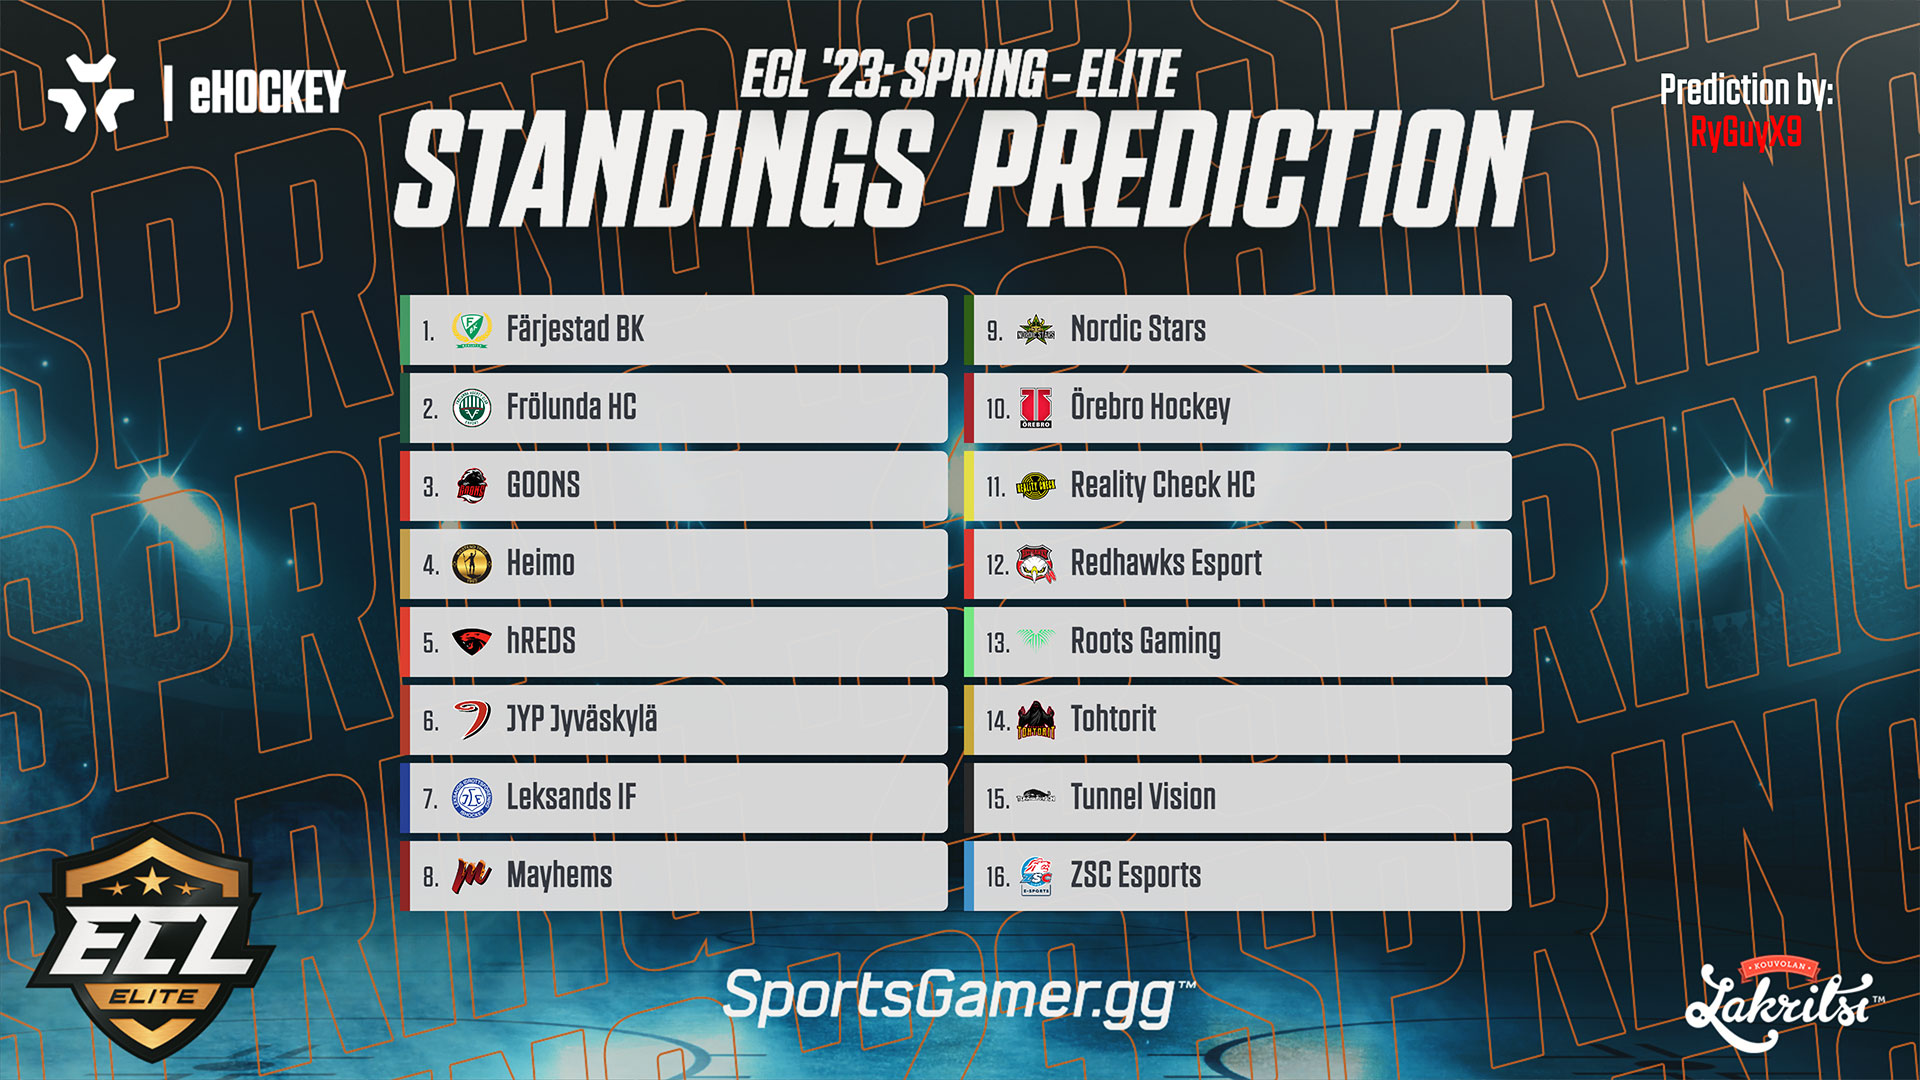 | eHOCKEY
ECL '23: SPRING - ELITE
STANDINGS PREDICTION
Prediction by:
RyGuyX9
1. Färjestad BK
2. Frölunda HC
3. GOONS
4. Heimo
5. hREDS
6. JYP Jyväskylä
7. Leksands IF
8. Mayhems
9. Nordic Stars
10. Örebro Hockey
11. Reality Check HC
12. Redhawks Esport
13. Roots Gaming
14. Tohtorit
15. Tunnel Vision
16. ZSC Esports
ECL
ELITE
SportsGamer.gg™
KOUVOLAN
Lakritsi™